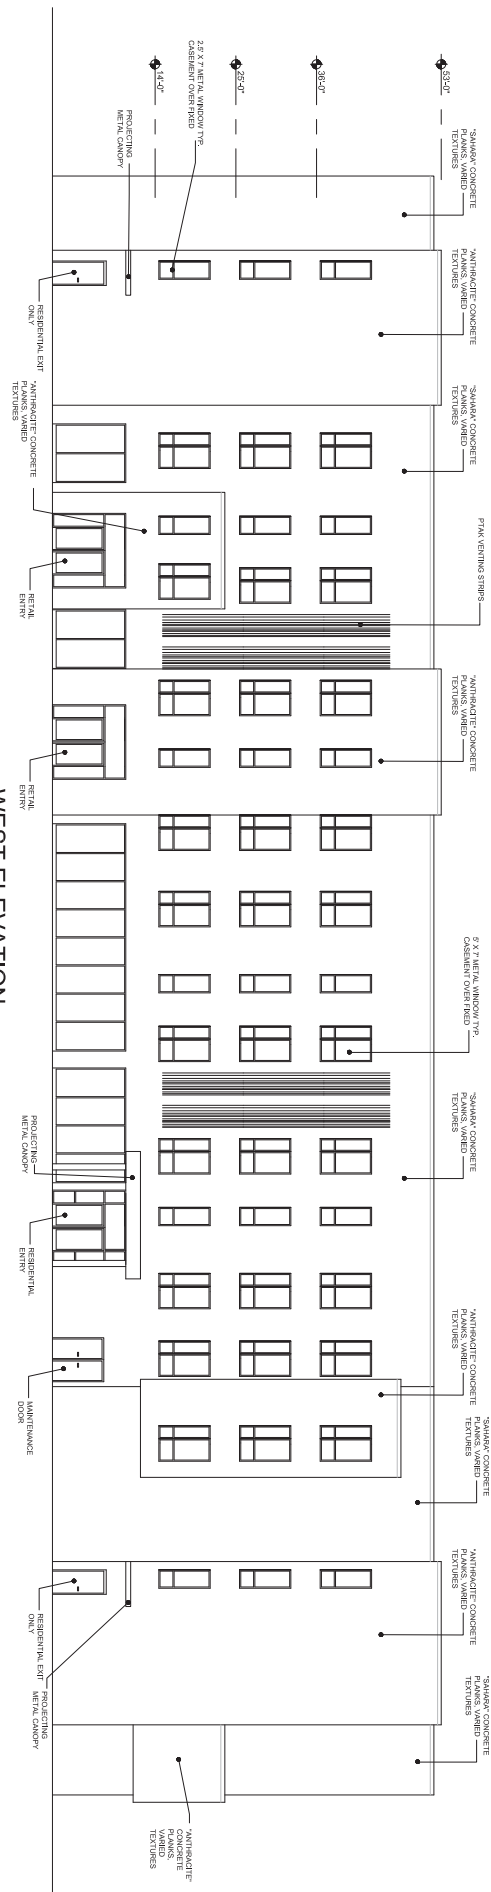 "SAHARA" CONCRETE
PLANKS, VARIED
TEXTURES
"ANTHRACITE" CONCRETE
PLANKS, VARIED
TEXTURES
"SAHARA" CONCRETE
PLANKS, VARIED
TEXTURES
PTAK VENTING STRIPS
"ANTHRACITE" CONCRETE
PLANKS, VARIED
TEXTURES
5' X 7' METAL WINDOW TYP.
CASEMENT OVER FIXED
"SAHARA" CONCRETE
PLANKS, VARIED
TEXTURES
"ANTHRACITE" CONCRETE
PLANKS, VARIED
TEXTURES
"SAHARA" CONCRETE
PLANKS, VARIED
TEXTURES
"ANTHRACITE" CONCRETE
PLANKS, VARIED
TEXTURES
"SAHARA" CONCRETE
PLANKS, VARIED
TEXTURES
53'-0"
36'-0"
25'-0"
2.5' X 7' METAL WINDOW TYP.
CASEMENT OVER FIXED
14'-0"
PROJECTING
METAL CANOPY
"ANTHRACITE"
CONCRETE
PLANKS,
VARIED
TEXTURES
RESIDENTIAL EXIT
ONLY
"ANTHRACITE" CONCRETE
PLANKS, VARIED
TEXTURES
RETAIL
ENTRY
RETAIL
ENTRY
PROJECTING
METAL CANOPY
RESIDENTIAL
ENTRY
MAINTENANCE
DOOR
RESIDENTIAL EXIT
ONLY
PROJECTING
METAL CANOPY
WEST ELEVATION